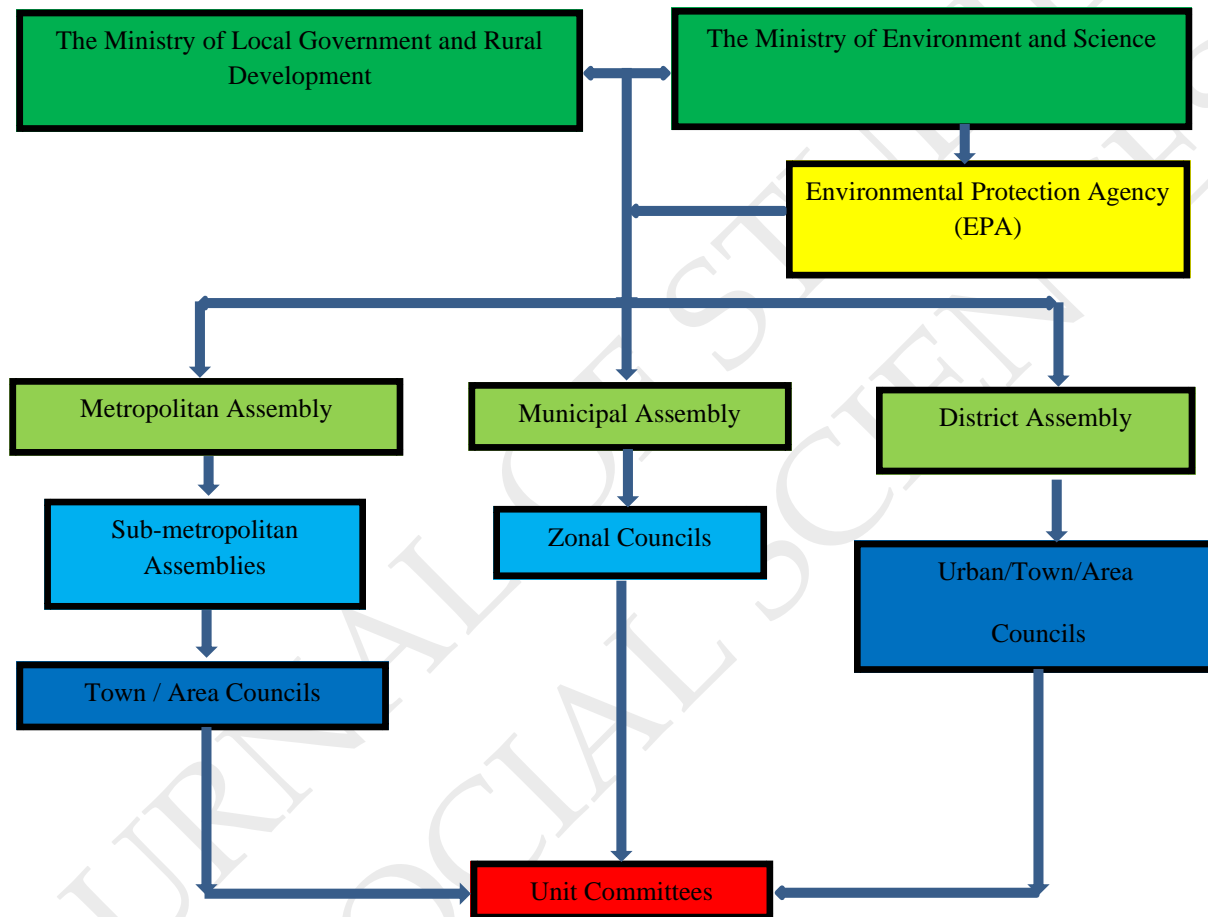 The Ministry of Local Government and Rural
Development
The Ministry of Environment and Science
Environmental Protection Agency
(EPA)
Metropolitan Assembly
Municipal Assembly
District Assembly
Sub-metropolitan
Assemblies
Zonal Councils
Urban/Town/Area
Councils
Town / Area Councils
Unit Committees